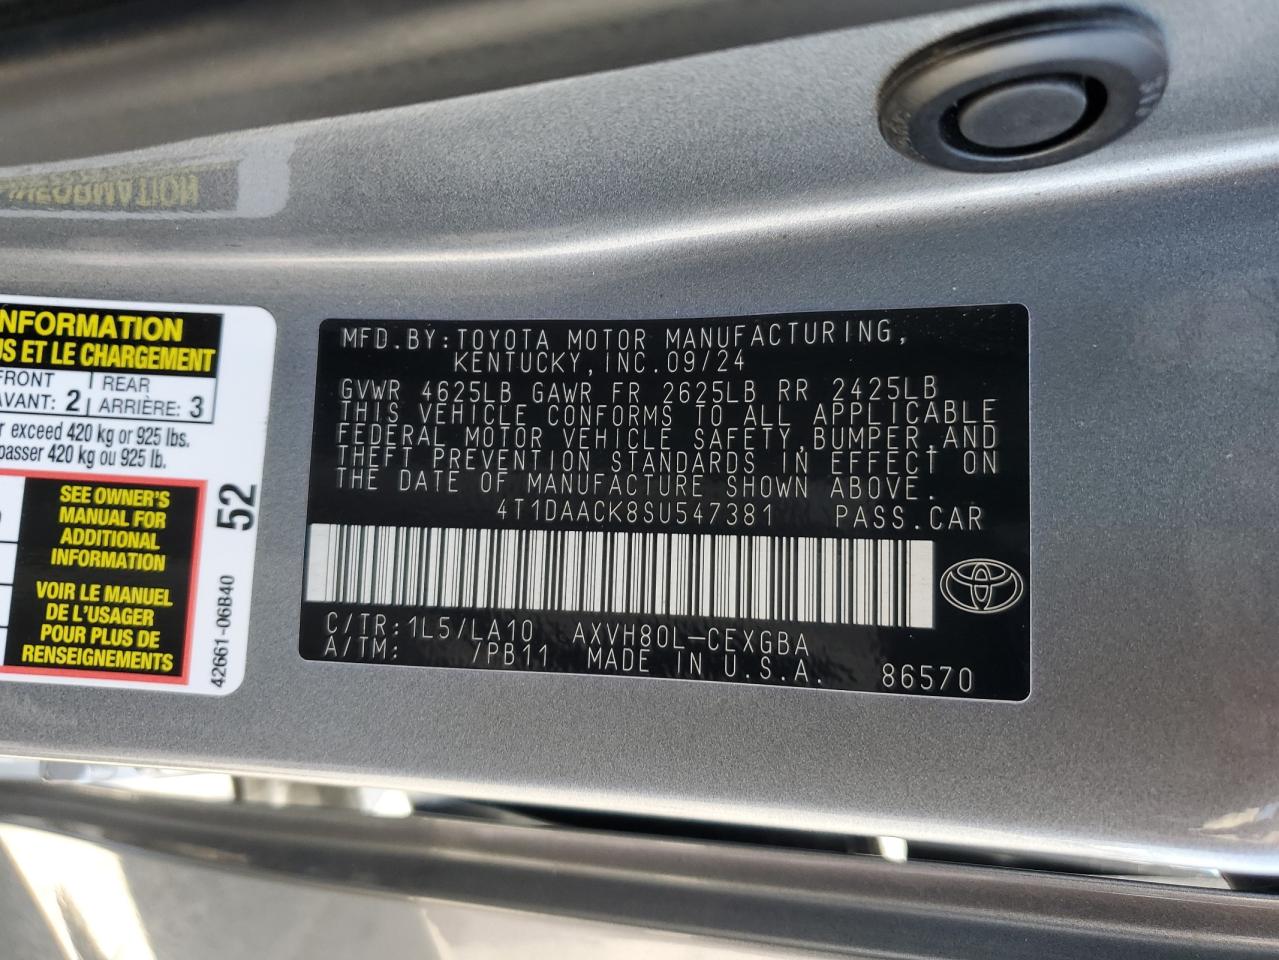 NFORMATION
US ET LE CHARGEMENT
FRONT
AVANT: 2
REAR
ARRIÈRE: 3
r exceed 420 kg or 925 lbs.
passer 420 kg ou 925 lb.
SEE OWNER'S
MANUAL FOR
ADDITIONAL
INFORMATION
VOIR LE MANUEL
DE L'USAGER
POUR PLUS DE
RENSEIGNEMENTS
52
42661-06B40
MFD.BY:TOYOTA MOTOR MANUFACTURING,
KENTUCKY,INC.09/24
GVWR 4625LB GAWR FR 2625LB RR 2425LB
THIS VEHICLE CONFORMS TO ALL APPLICABLE
FEDERAL MOTOR VEHICLE SAFETY,BUMPER,AND
THEFT PREVENTION STANDARDS IN EFFECT ON
THE DATE OF MANUFACTURE SHOWN ABOVE.
4T1DAACK8SU547381 PASS.CAR
C/TR:1L5/LA10 AXVH80L-CEXGBA
A/TM: /PB11 MADE IN U.S.A. 86570